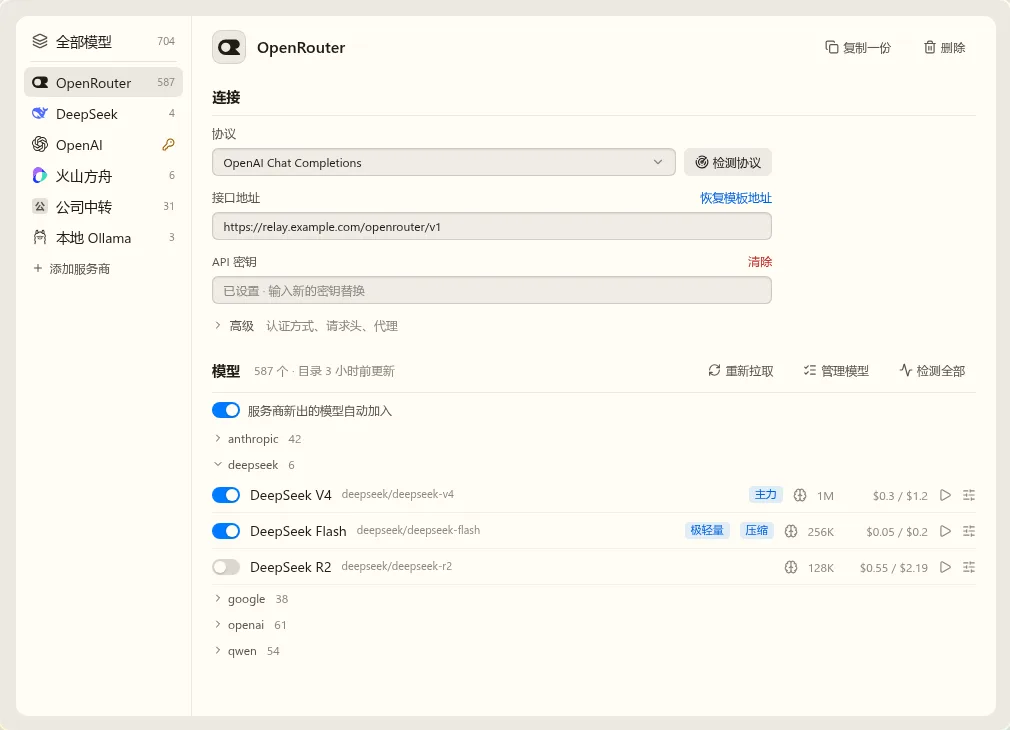 全部模型 704
OpenRouter 587
DeepSeek 4
OpenAI
火山方舟 6
公 公司中转 31
本地 Ollama 3
+ 添加服务商
OpenRouter
复制一份
删除
连接
协议
OpenAI Chat Completions
检测协议
接口地址
恢复模板地址
https://relay.example.com/openrouter/v1
API 密钥
清除
已设置 · 输入新的密钥替换
高级 认证方式、请求头、代理
模型 587 个 · 目录 3 小时前更新
重新拉取
管理模型
检测全部
服务商新出的模型自动加入
anthropic 42
deepseek 6
DeepSeek V4 deepseek/deepseek-v4 主力 1M $0.3 / $1.2
DeepSeek Flash deepseek/deepseek-flash 极轻量 压缩 256K $0.05 / $0.2
DeepSeek R2 deepseek/deepseek-r2 128K $0.55 / $2.19
google 38
openai 61
qwen 54